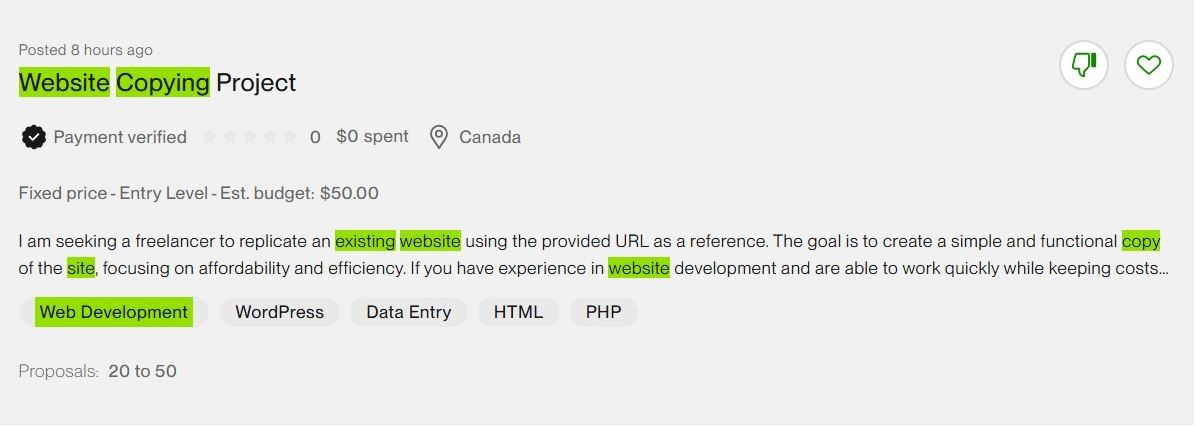 Posted 8 hours ago
Website Copying Project
Payment verified 0 $0 spent Canada
Fixed price - Entry Level - Est. budget: $50.00
I am seeking a freelancer to replicate an existing website using the provided URL as a reference. The goal is to create a simple and functional copy
of the site, focusing on affordability and efficiency. If you have experience in website development and are able to work quickly while keeping costs...
Web Development WordPress Data Entry HTML PHP
Proposals: 20 to 50